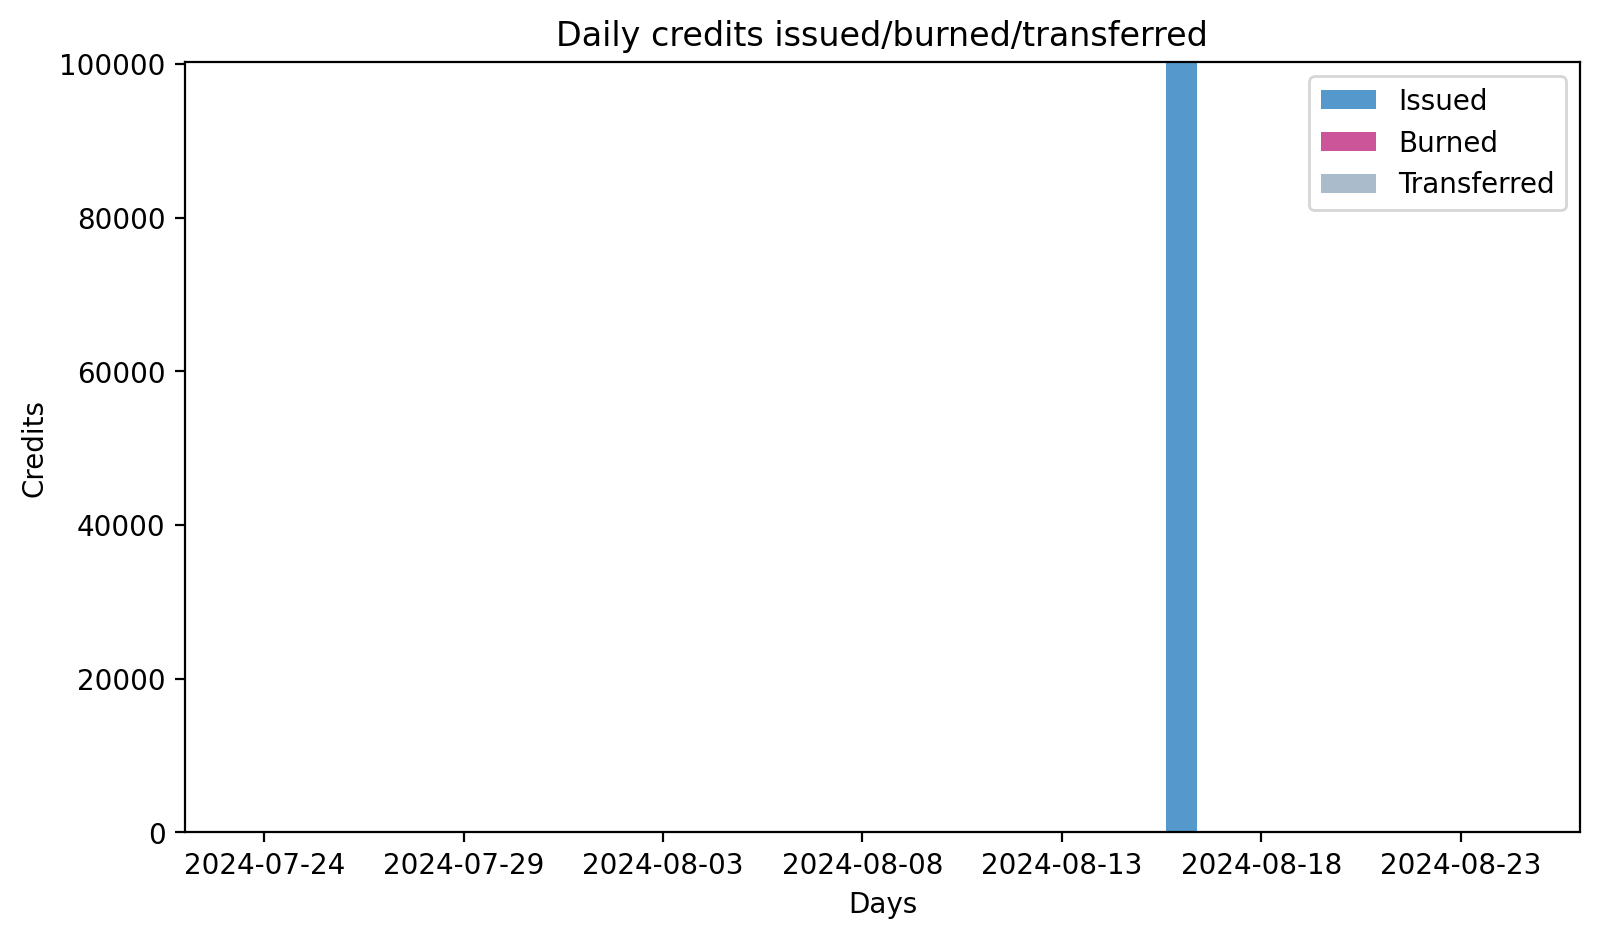 Daily credits issued/burned/transferred
100000
80000
60000
40000
20000
0
Credits
Issued
Burned
Transferred
2024-07-24 2024-07-29 2024-08-03 2024-08-08 2024-08-13 2024-08-18 2024-08-23
Days